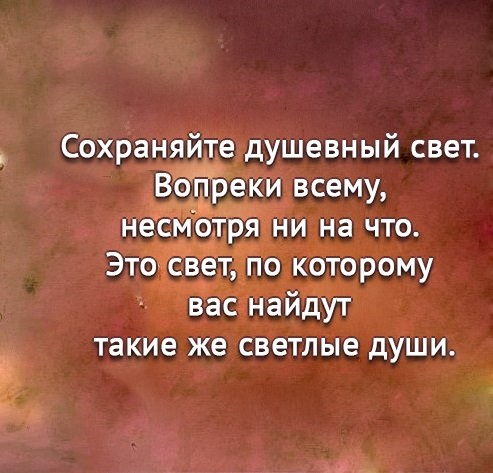 Сохраняйте душевный свет.
Вопреки всему,
несмотря ни на что.
Это свет, по которому
вас найдут
такие же светлые души.